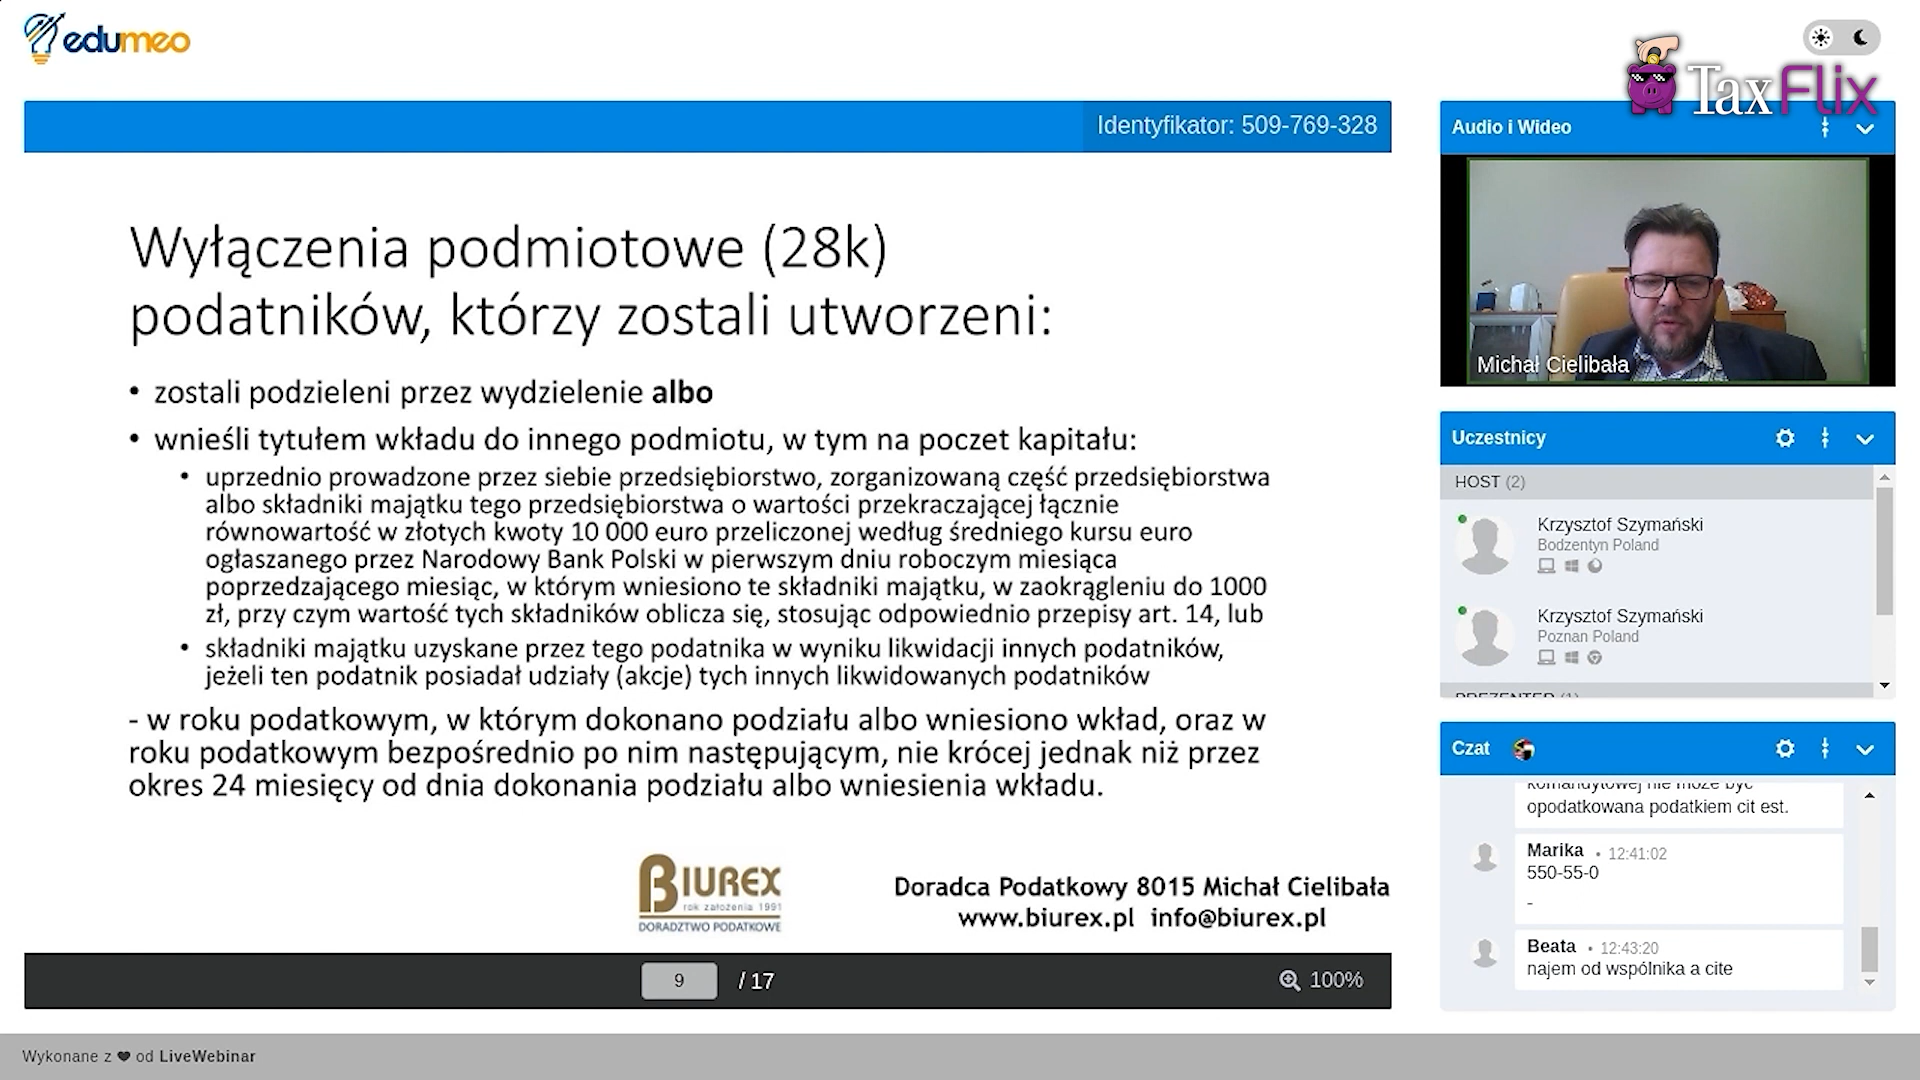 edumeo
TaxFlix
Identyfikator: 509-769-328
Wyłączenia podmiotowe (28k)
podatników, którzy zostali utworzeni:
• zostali podzieleni przez wydzielenie albo
• wnieśli tytułem wkładu do innego podmiotu, w tym na poczet kapitału:
• uprzednio prowadzone przez siebie przedsiębiorstwo, zorganizowaną część przedsiębiorstwa
albo składniki majątku tego przedsiębiorstwa o wartości przekraczającej łącznie
równowartość w złotych kwoty 10 000 euro przeliczonej według średniego kursu euro
ogłaszanego przez Narodowy Bank Polski w pierwszym dniu roboczym miesiąca
poprzedzającego miesiąc, w którym wniesiono te składniki majątku, w zaokrągleniu do 1000
zł, przy czym wartość tych składników oblicza się, stosując odpowiednio przepisy art. 14, lub
• składniki majątku uzyskane przez tego podatnika w wyniku likwidacji innych podatników,
jeżeli ten podatnik posiadał udziały (akcje) tych innych likwidowanych podatników
- w roku podatkowym, w którym dokonano podziału albo wniesiono wkład, oraz w
roku podatkowym bezpośrednio po nim następującym, nie krócej jednak niż przez
okres 24 miesięcy od dnia dokonania podziału albo wniesienia wkładu.
BIUREX
rok założenia 1991
DORADZTWO PODATKOWE
Doradca Podatkowy 8015 Michał Cielibała
www.biurex.pl info@biurex.pl
9 / 17
100%
Audio i Wideo
Michał Cielibała
Uczestnicy
HOST (2)
Krzysztof Szymański
Bodzentyn Poland
Krzysztof Szymański
Poznan Poland
PREZENTER (1)
Czat
komandytowej nie może być
opodatkowana podatkiem cit est.
Marika • 12:41:02
550-55-0
-
Beata • 12:43:20
najem od wspólnika a cite
Wykonane z ❤ od LiveWebinar